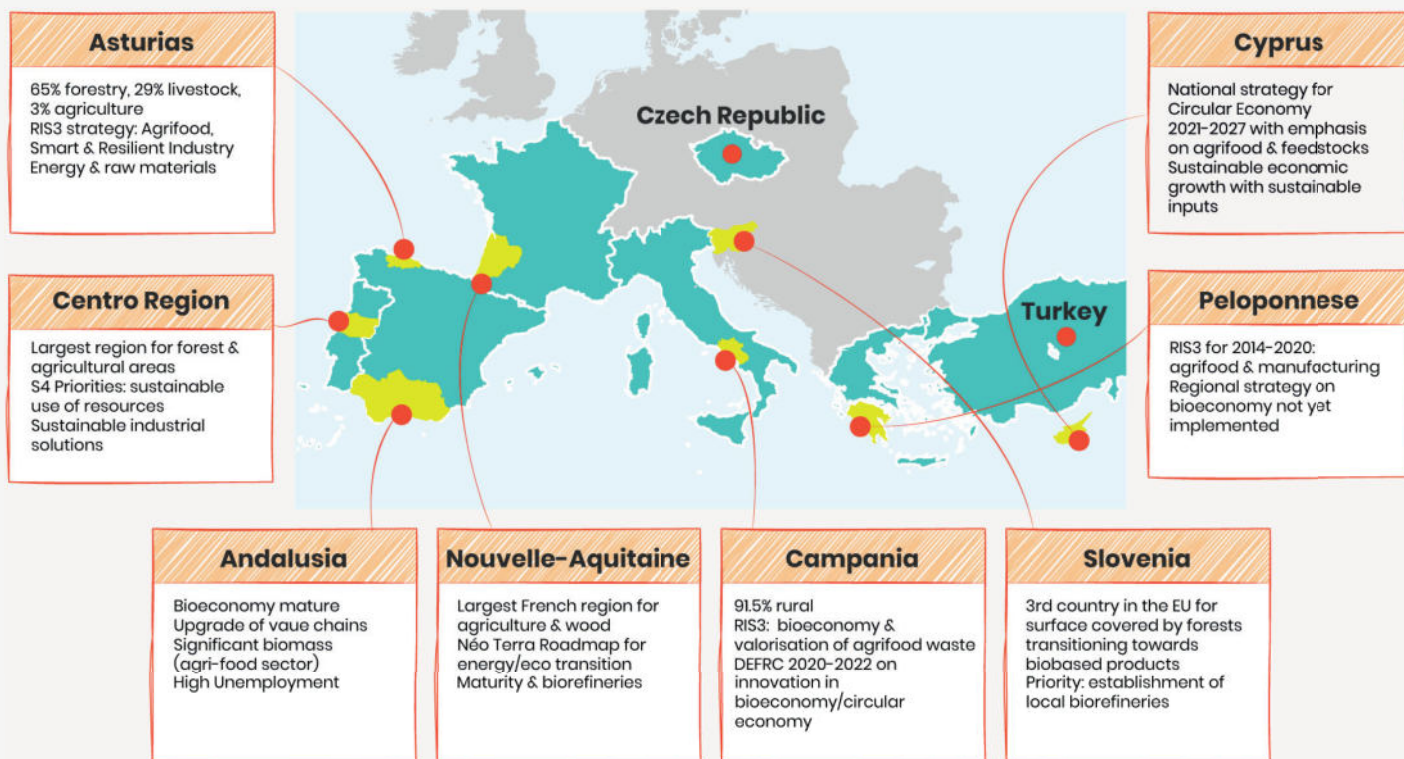 Asturias
65% forestry, 29% livestock,
3% agriculture
RIS3 strategy: Agrifood,
Smart & Resilient Industry
Energy & raw materials
Centro Region
Largest region for forest &
agricultural areas
S4 Priorities: sustainable
use of resources
Sustainable industrial
solutions
Czech Republic
Turkey
Cyprus
National strategy for
Circular Economy
2021-2027 with emphasis
on agrifood & feedstocks
Sustainable economic
growth with sustainable
inputs
Peloponnese
RIS3 for 2014-2020:
agrifood & manufacturing
Regional strategy on
bioeconomy not yet
implemented
Andalusia
Bioeconomy mature
Upgrade of vaue chains
Significant biomass
(agri-food sector)
High Unemployment
Nouvelle-Aquitaine
Largest French region for
agriculture & wood
Néo Terra Roadmap for
energy/eco transition
Maturity & biorefineries
Campania
91.5% rural
RIS3: bioeconomy &
valorisation of agrifood waste
DEFRC 2020-2022 on
innovation in
bioeconomy/circular
economy
Slovenia
3rd country in the EU for
surface covered by forests
transitioning towards
biobased products
Priority: establishment of
local biorefineries